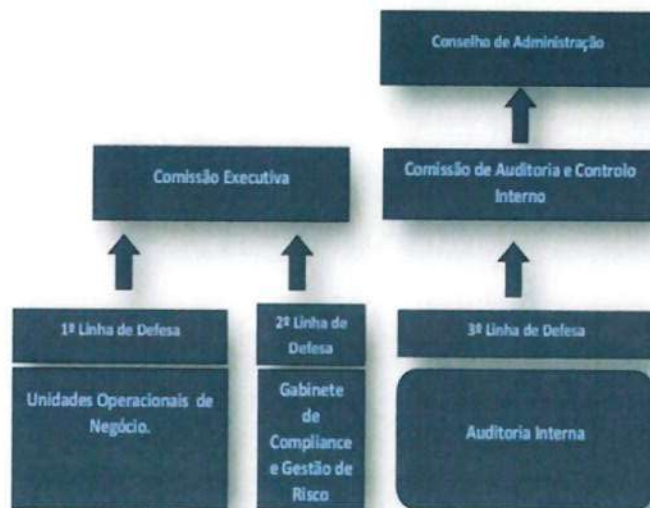 Conselho de Administração
Comissão Executiva
Comissão de Auditoria e Controlo
Interno
1ª Linha de Defesa
2ª Linha de
Defesa
3ª Linha de Defesa
Unidades Operacionais de
Negócio.
Gabinete
de
Compliance
e Gestão de
Risco
Auditoria Interna